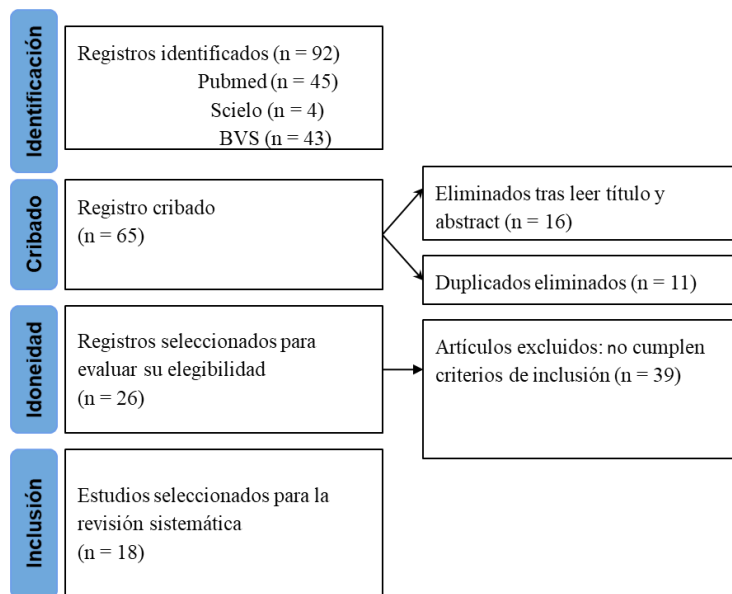 Identificación
Registros identificados (n = 92)
Pubmed (n = 45)
Scielo (n = 4)
BVS (n = 43)
Cribado
Registro cribado
(n = 65)
Eliminados tras leer título y
abstract (n = 16)
Duplicados eliminados (n = 11)
Idoneidad
Registros seleccionados para
evaluar su elegibilidad
(n = 26)
Artículos excluidos: no cumplen
criterios de inclusión (n = 39)
Inclusión
Estudios seleccionados para la
revisión sistemática
(n = 18)